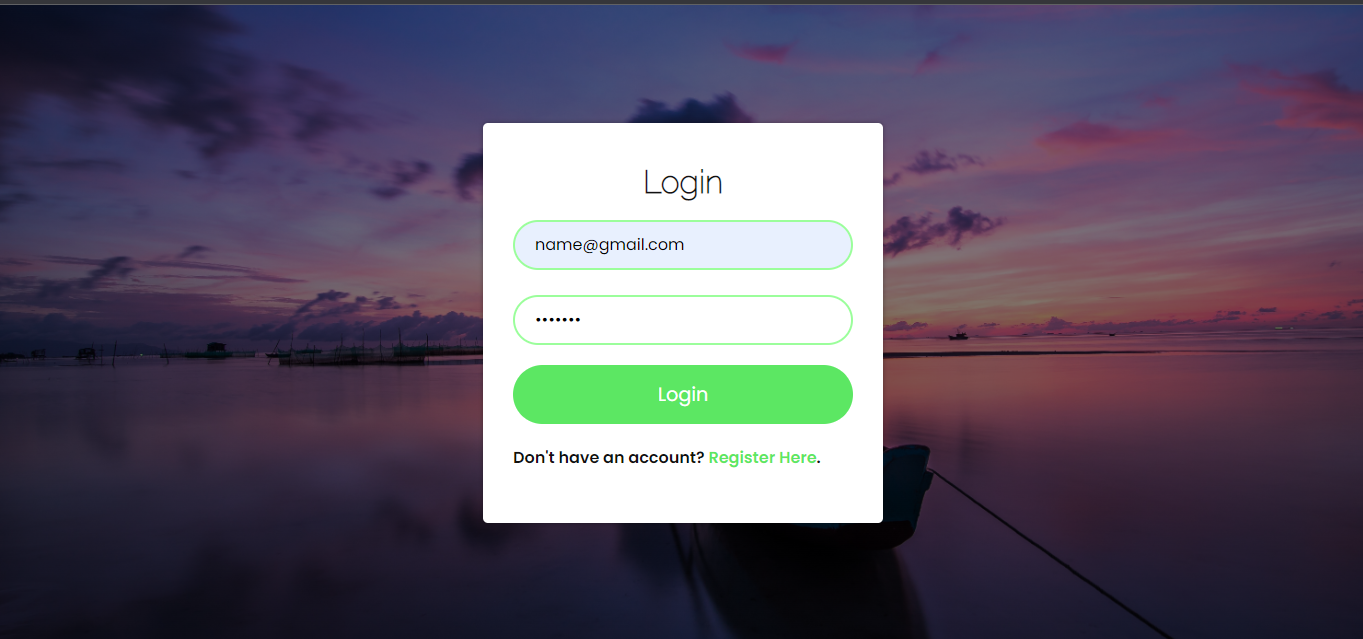 Login
name@gmail.com
•••••••
Login
Don't have an account? Register Here.